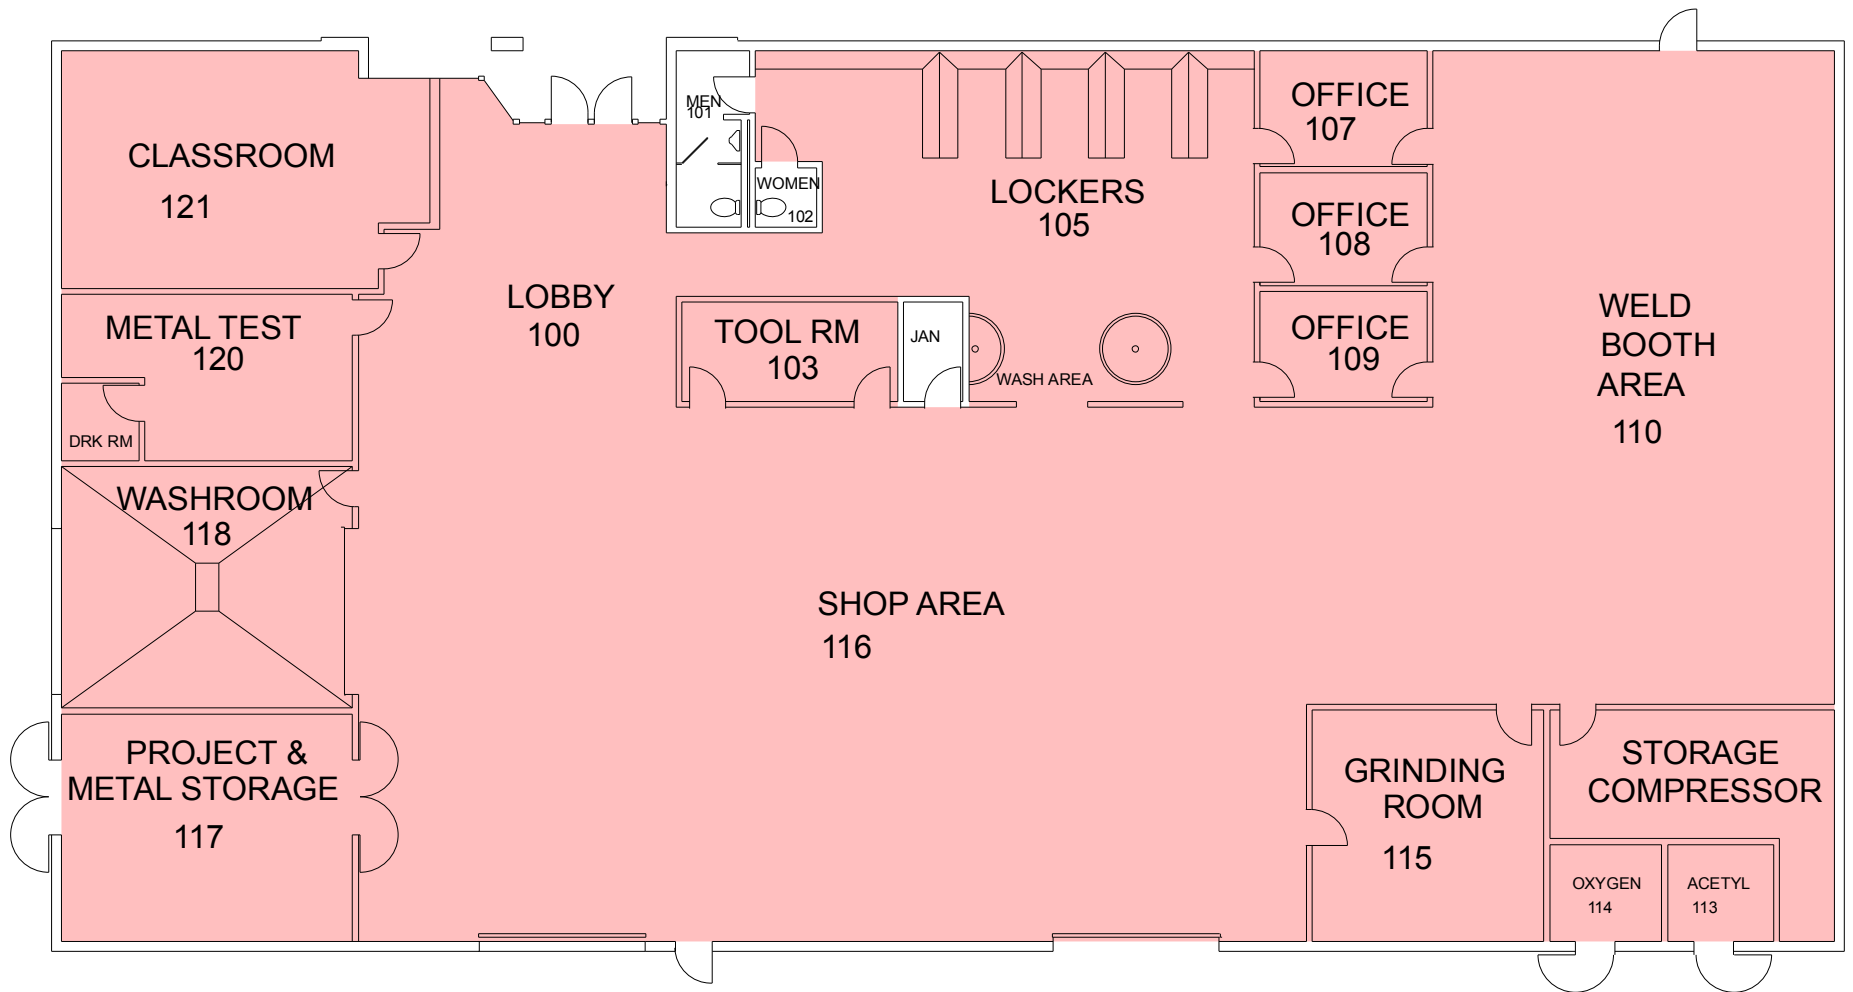 CLASSROOM
121
MEN
101
WOMEN
102
LOCKERS
105
OFFICE
107
OFFICE
108
OFFICE
109
LOBBY
100
TOOL RM
103
JAN
WASH AREA
WELD
BOOTH
AREA
110
METAL TEST
120
DRK RM
WASHROOM
118
SHOP AREA
116
PROJECT &
METAL STORAGE
117
GRINDING
ROOM
115
STORAGE
COMPRESSOR
OXYGEN
114
ACETYL
113